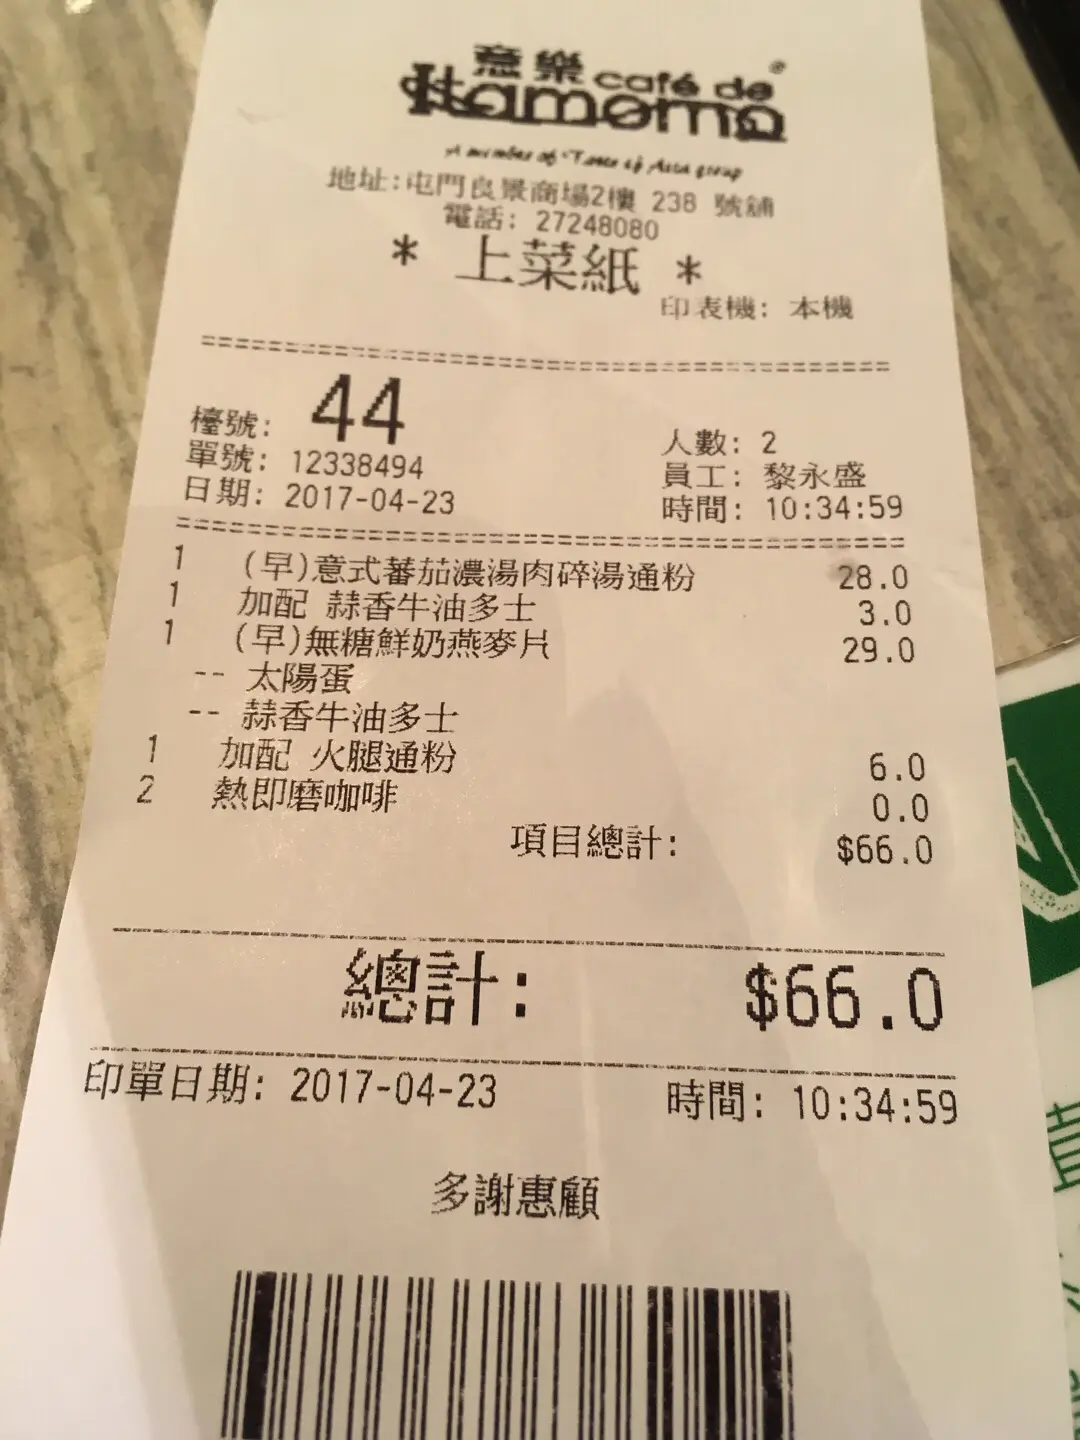 意樂 café de
itamomo
A member of "Taste of Asia group
地址:屯門良景商場2樓 238 號舖
電話: 27248080
* 上菜紙 *
印表機: 本機
檯號: 44 人數: 2
單號: 12338494 員工: 黎永盛
日期: 2017-04-23 時間: 10:34:59
1 (早)意式蕃茄濃湯肉碎湯通粉 28.0
1 加配 蒜香牛油多士 3.0
1 (早)無糖鮮奶燕麥片 29.0
-- 太陽蛋
-- 蒜香牛油多士
1 加配 火腿通粉 6.0
2 熱即磨咖啡 0.0
項目總計: $66.0
總計: $66.0
印單日期: 2017-04-23 時間: 10:34:59
多謝惠顧